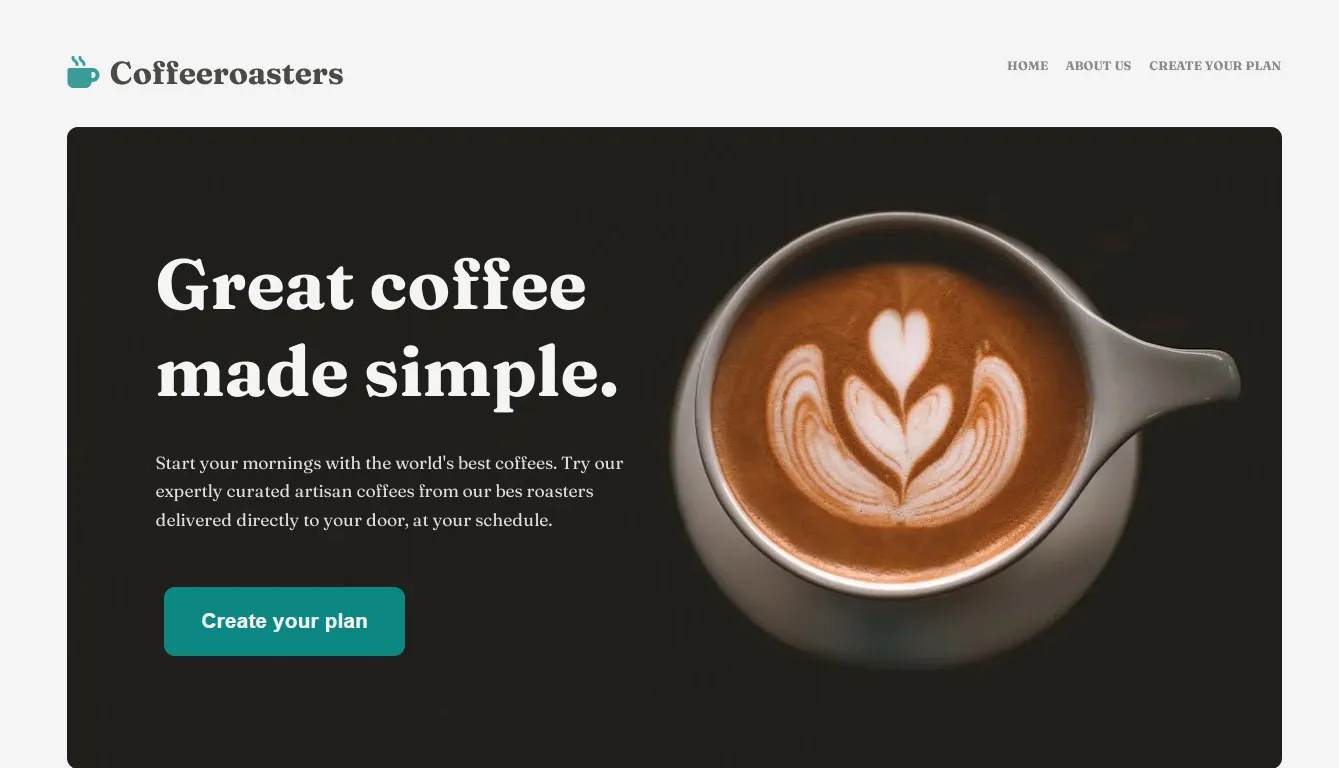 Coffeeroasters
HOME ABOUT US CREATE YOUR PLAN
Great coffee
made simple.
Start your mornings with the world's best coffees. Try our
expertly curated artisan coffees from our bes roasters
delivered directly to your door, at your schedule.
Create your plan